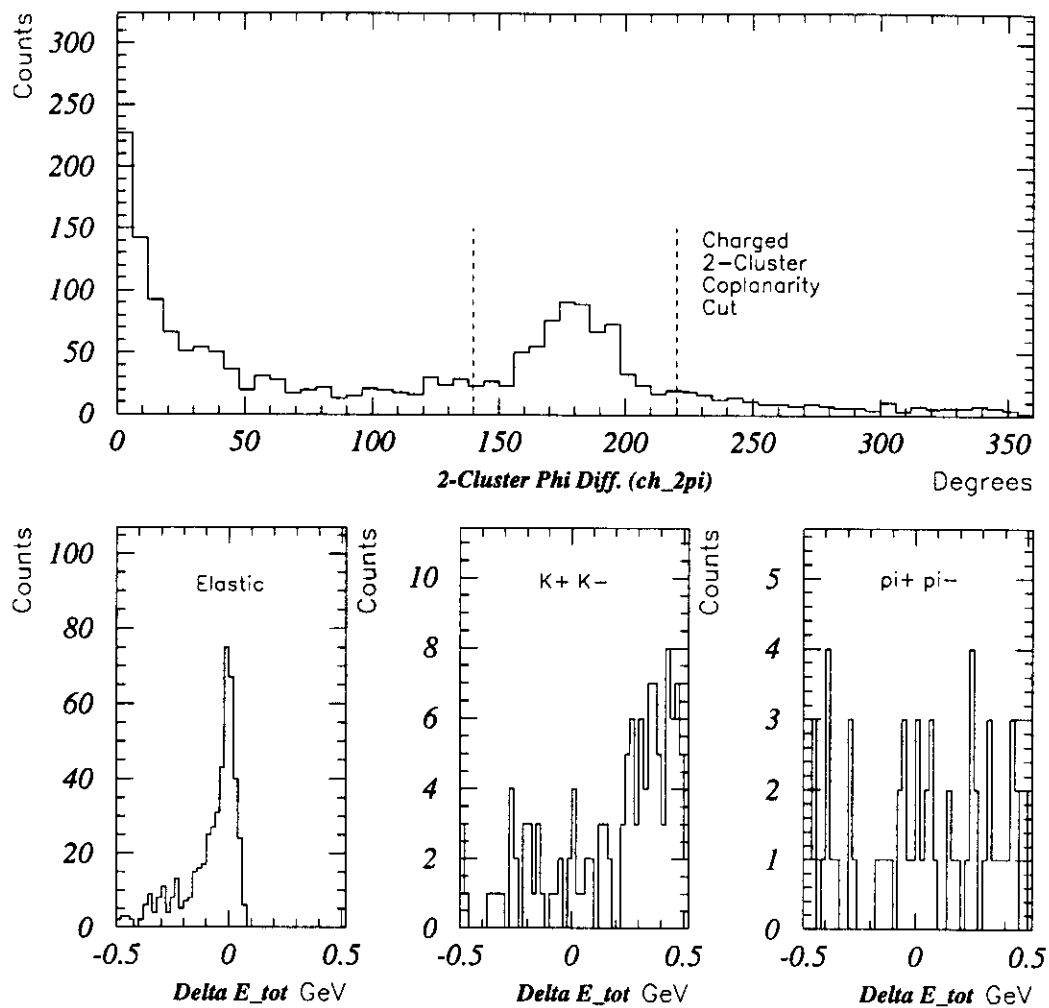 Counts
300
250
200
150
100
50
0
Charged
2-Cluster
Coplanarity
Cut
0 50 100 150 200 250 300 350
2-Cluster Phi Diff. (ch_2pi) Degrees
Counts
100
80
60
40
20
0
Elastic
-0.5 0 0.5
Delta E_tot GeV
Counts
10
8
6
4
2
0
K+ K-
-0.5 0 0.5
Delta E_tot GeV
Counts
5
4
3
2
1
0
pi+ pi-
-0.5 0 0.5
Delta E_tot GeV